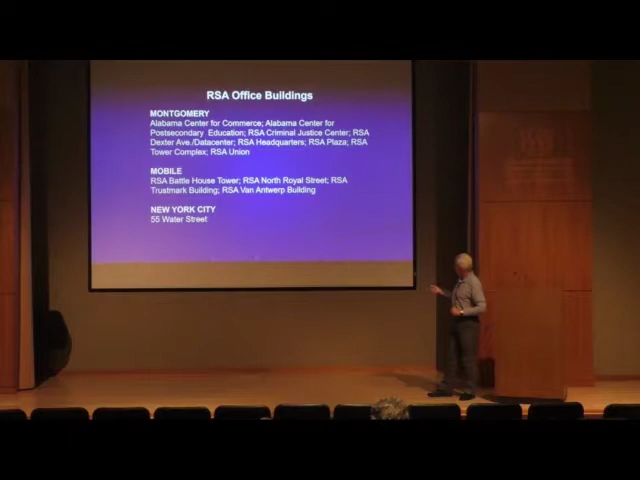 RSA Office Buildings
MONTGOMERY
Alabama Center for Commerce; Alabama Center for
Postsecondary Education; RSA Criminal Justice Center; RSA
Dexter Ave./Datacenter; RSA Headquarters; RSA Plaza; RSA
Tower Complex; RSA Union
MOBILE
RSA Battle House Tower; RSA North Royal Street; RSA
Trustmark Building; RSA Van Antwerp Building
NEW YORK CITY
55 Water Street